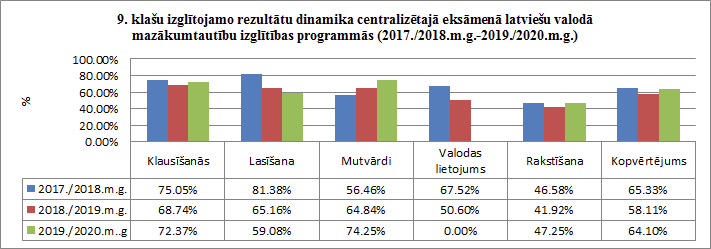 9. klašu izglītojamo rezultātu dinamika centralizētajā eksāmenā latviešu valodā
mazākumtautību izglītības programmās (2017./2018.m.g.-2019./2020.m.g.)
100.00%
80.00%
60.00%
40.00%
20.00%
0.00%
%
Klausīšanās Lasīšana Mutvārdi Valodas lietojums Rakstīšana Kopvērtējums
2017./2018.m.g. 75.05% 81.38% 56.46% 67.52% 46.58% 65.33%
2018./2019.m.g. 68.74% 65.16% 64.84% 50.60% 41.92% 58.11%
2019./2020.m..g 72.37% 59.08% 74.25% 0.00% 47.25% 64.10%